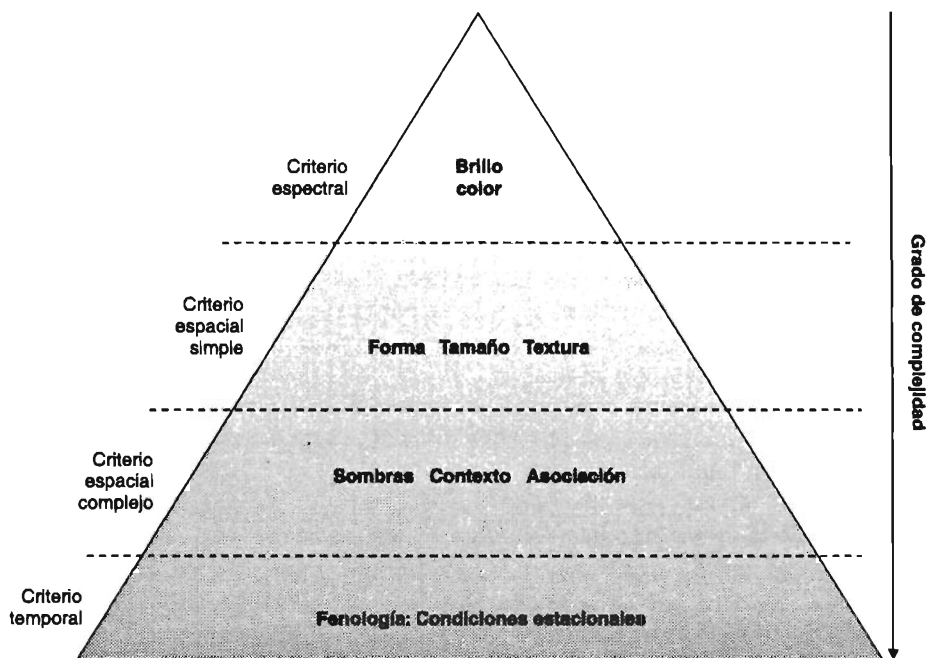 Criterio
espectral
Brillo
color
Criterio
espacial
simple
Forma Tamaño Textura
Criterio
espacial
complejo
Sombras Contexto Asociación
Criterio
temporal
Fenología: Condiciones estacionales
Grado de complejidad